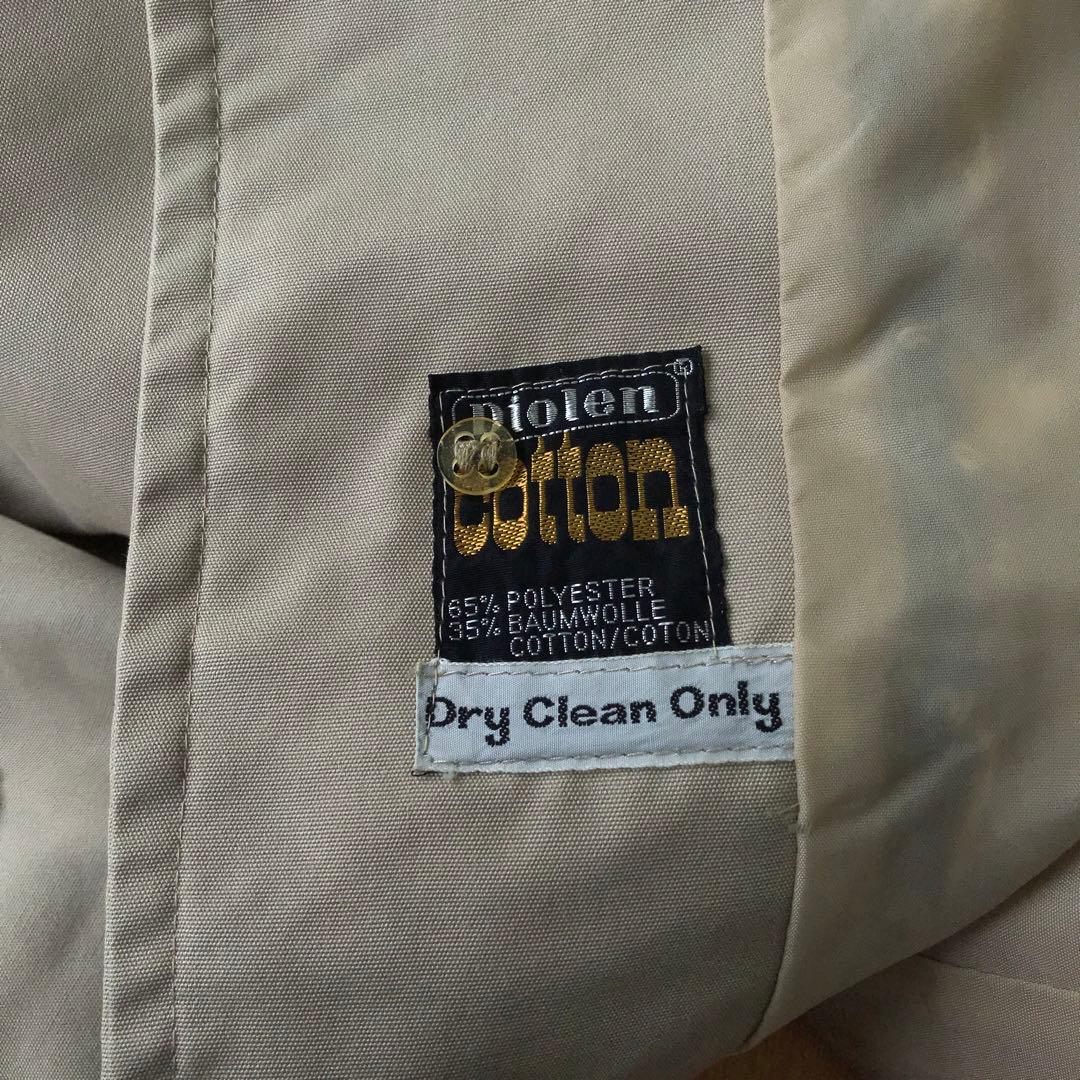 Diolen
cotton
65% POLYESTER
35% BAUMWOLLE
COTTON/COTON
Dry Clean Only